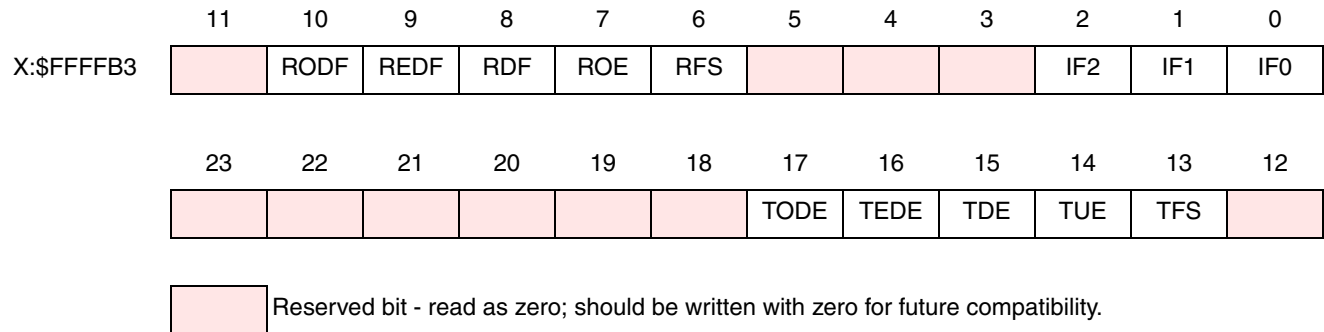 11 10 9 8 7 6 5 4 3 2 1 0
X:$FFFFB3 RODF REDF RDF ROE RFS IF2 IF1 IF0
23 22 21 20 19 18 17 16 15 14 13 12
TODE TEDE TDE TUE TFS
Reserved bit - read as zero; should be written with zero for future compatibility.